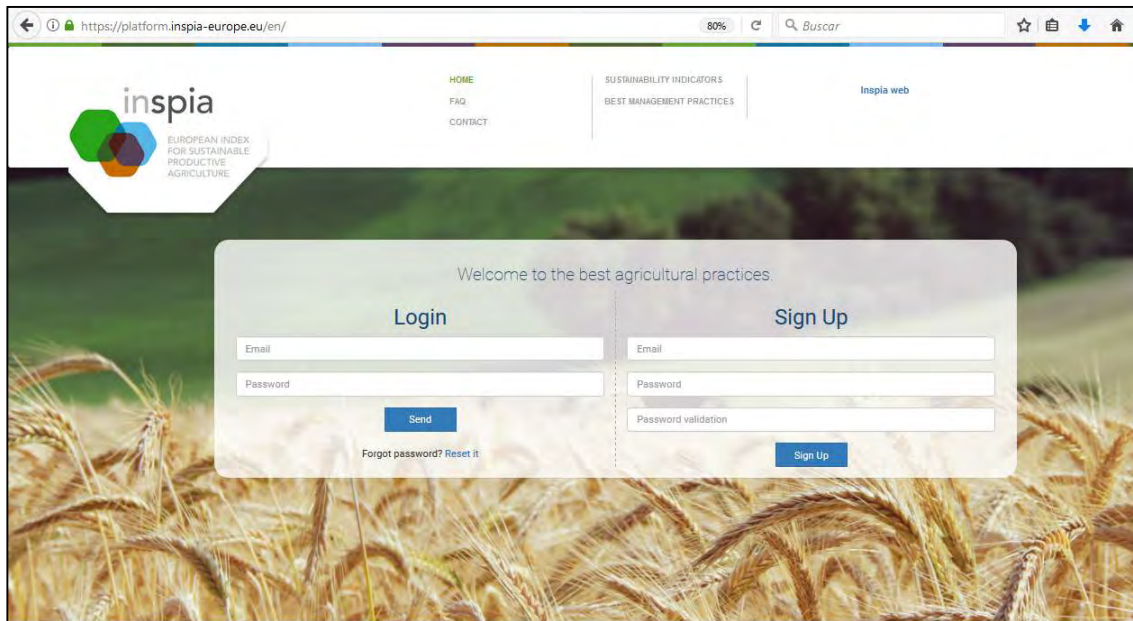 https://platform.inspia-europe.eu/en/
80%
Buscar
inspia
EUROPEAN INDEX
FOR SUSTAINABLE
PRODUCTIVE
AGRICULTURE
HOME
FAQ
CONTACT
SUSTAINABILITY INDICATORS
BEST MANAGEMENT PRACTICES
Inspia web
Welcome to the best agricultural practices
Login
Email
Password
Send
Forgot password? Reset it
Sign Up
Email
Password
Password validation
Sign Up